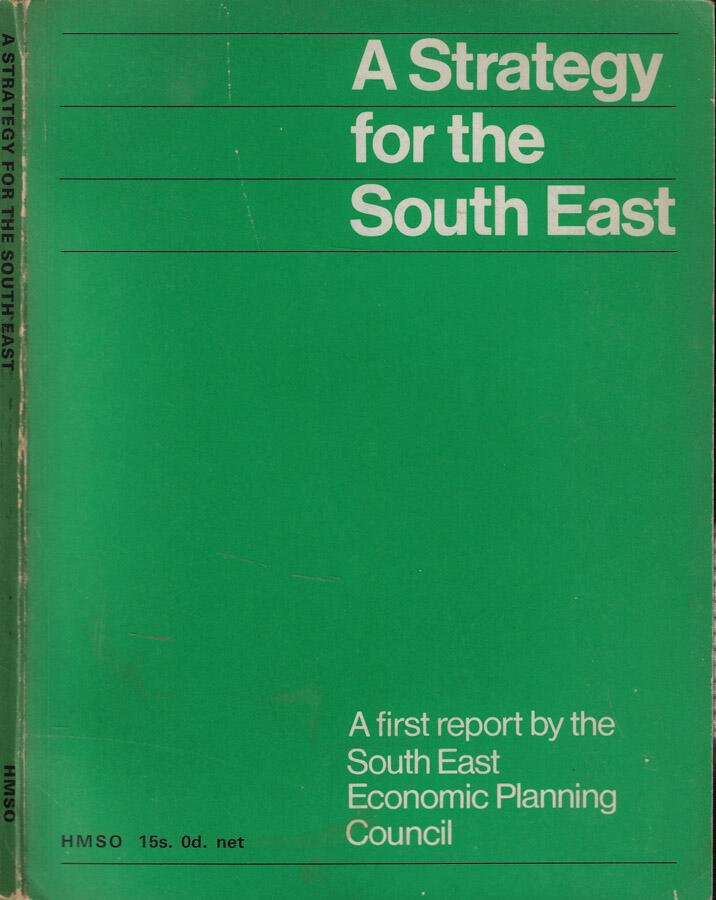 A STRATEGY FOR THE SOUTH EAST
HMSO
A Strategy
for the
South East
A first report by the
South East
Economic Planning
Council
HMSO 15s. 0d. net